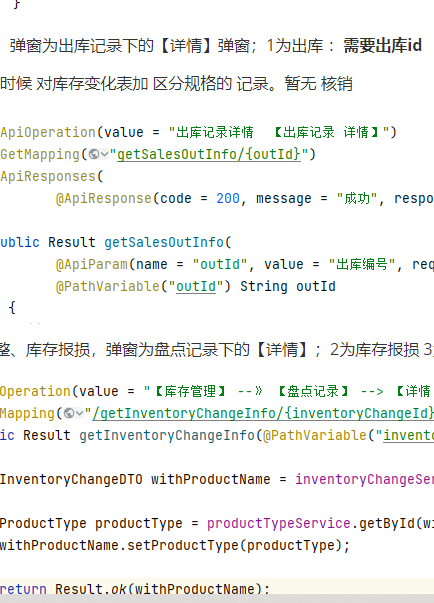 }
弹窗为出库记录下的【详情】弹窗；1为出库 ： 需要出库id
时候 对库存变化表加 区分规格的 记录。暂无 核销
ApiOperation(value = "出库记录详情  【出库记录 详情】")
GetMapping("getSalesOutInfo/{outId}")
ApiResponses(
@ApiResponse(code = 200, message = "成功", respo
ublic Result getSalesOutInfo(
@ApiParam(name = "outId", value = "出库编号", req
@PathVariable("outId") String outId
{
整、库存报损，弹窗为盘点记录下的【详情】；2为库存报损 3
Operation(value = "【库存管理】 --》 【盘点记录】 --> 【详情
Mapping("/getInventoryChangeInfo/{inventoryChangeId}
ic Result getInventoryChangeInfo(@PathVariable("invento
InventoryChangeDTO withProductName = inventoryChangeSer
ProductType productType = productTypeService.getById(wi
withProductName.setProductType(productType);
return Result.ok(withProductName);